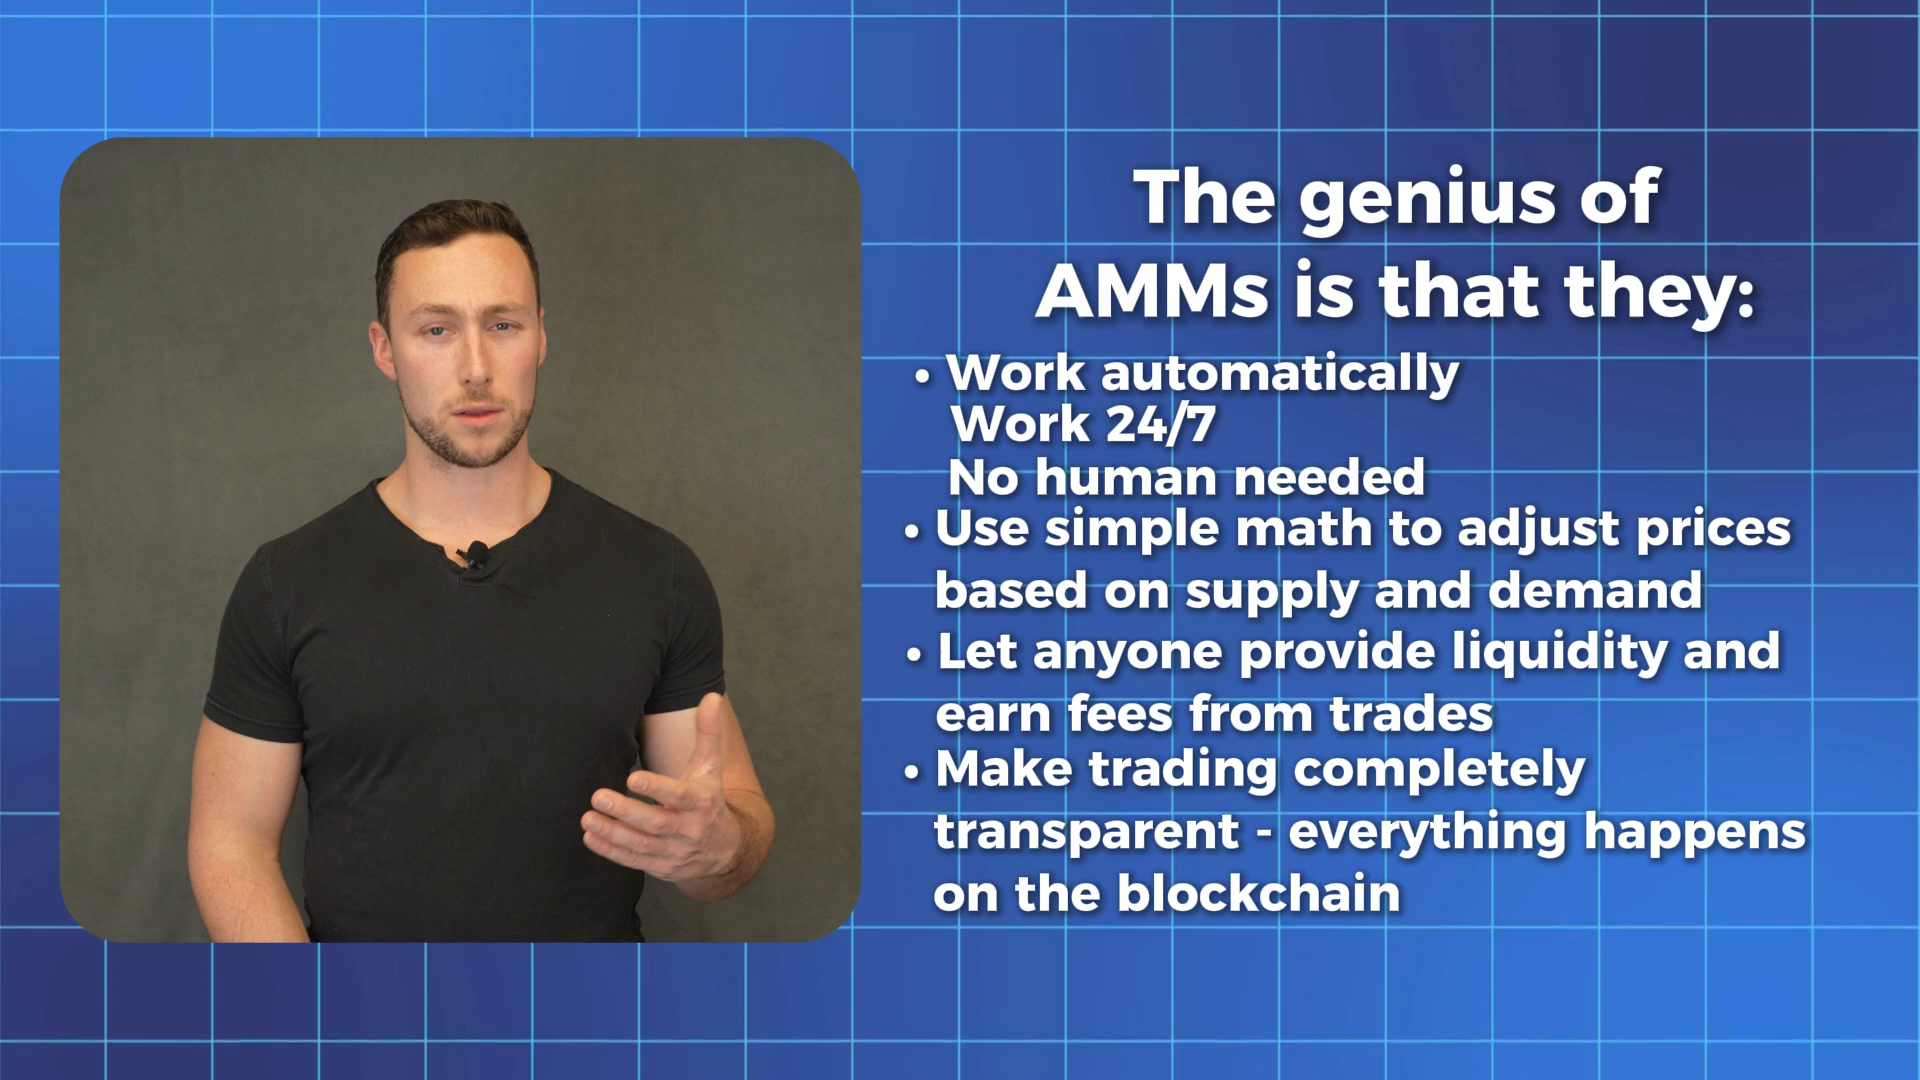 The genius of
AMMs is that they:
• Work automatically
Work 24/7
No human needed
• Use simple math to adjust prices
based on supply and demand
• Let anyone provide liquidity and
earn fees from trades
• Make trading completely
transparent - everything happens
on the blockchain